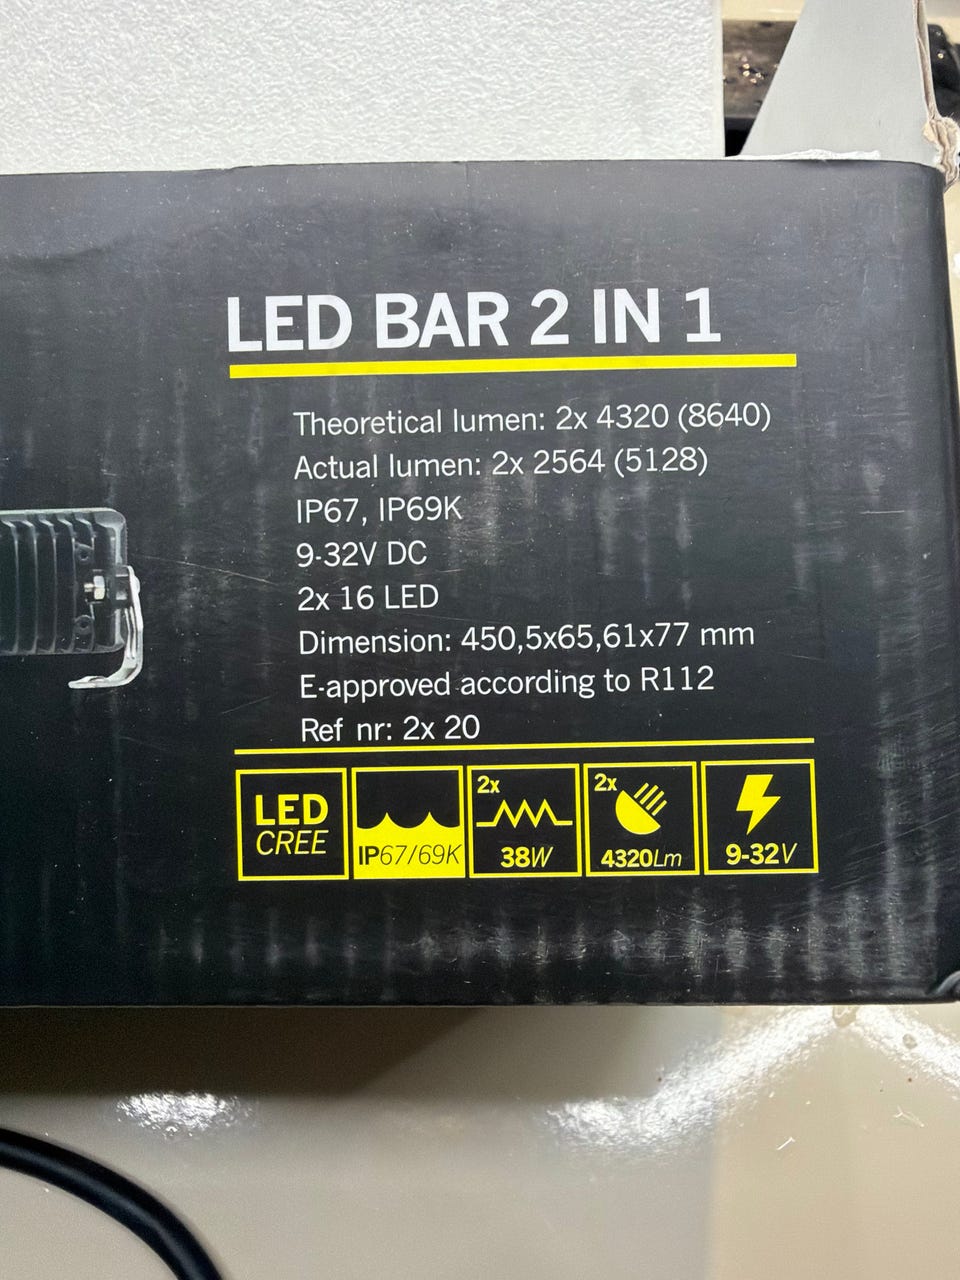 LED BAR 2 IN 1
Theoretical lumen: 2x 4320 (8640)
Actual lumen: 2x 2564 (5128)
IP67, IP69K
9-32V DC
2x 16 LED
Dimension: 450,5x65,61x77 mm
E-approved according to R112
Ref nr: 2x 20
LED
CREE
IP67/69K
2x
38W
2x
4320Lm
9-32V